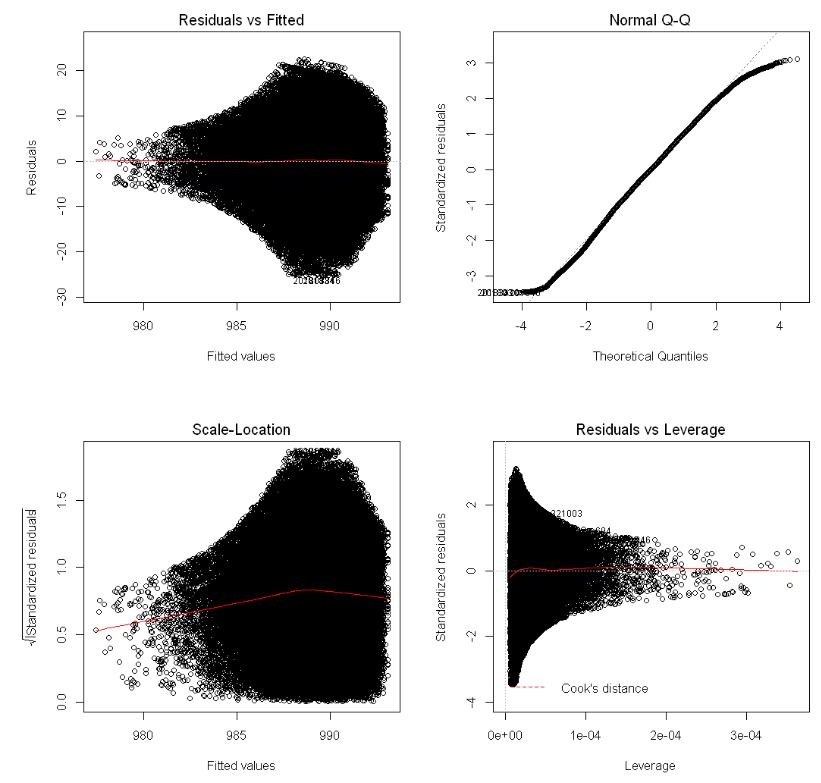 Residuals vs Fitted
Residuals
20
10
0
-10
-20
-30
980
985
990
Fitted values
Normal Q-Q
Standardized residuals
3
2
1
0
-1
-2
-3
-4
-2
0
2
4
Theoretical Quantiles
Scale-Location
√|Standardized residuals|
1.5
1.0
0.5
0.0
980
985
990
Fitted values
Residuals vs Leverage
Standardized residuals
2
0
-2
-4
321003
Cook's distance
0e+00
1e-04
2e-04
3e-04
Leverage